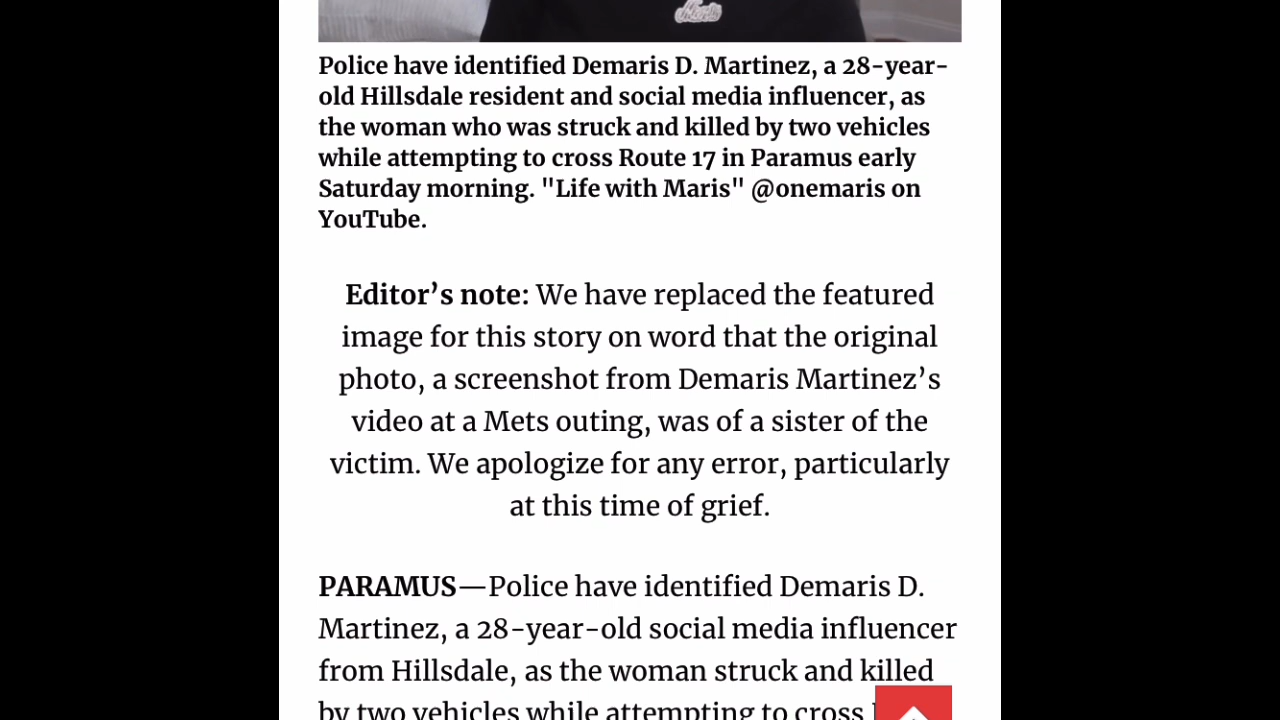 Police have identified Demaris D. Martinez, a 28-year-
old Hillsdale resident and social media influencer, as
the woman who was struck and killed by two vehicles
while attempting to cross Route 17 in Paramus early
Saturday morning. "Life with Maris" @onemaris on
YouTube.
Editor’s note: We have replaced the featured
image for this story on word that the original
photo, a screenshot from Demaris Martinez’s
video at a Mets outing, was of a sister of the
victim. We apologize for any error, particularly
at this time of grief.
PARAMUS—Police have identified Demaris D.
Martinez, a 28-year-old social media influencer
from Hillsdale, as the woman struck and killed
by two vehicles while attempting to cross